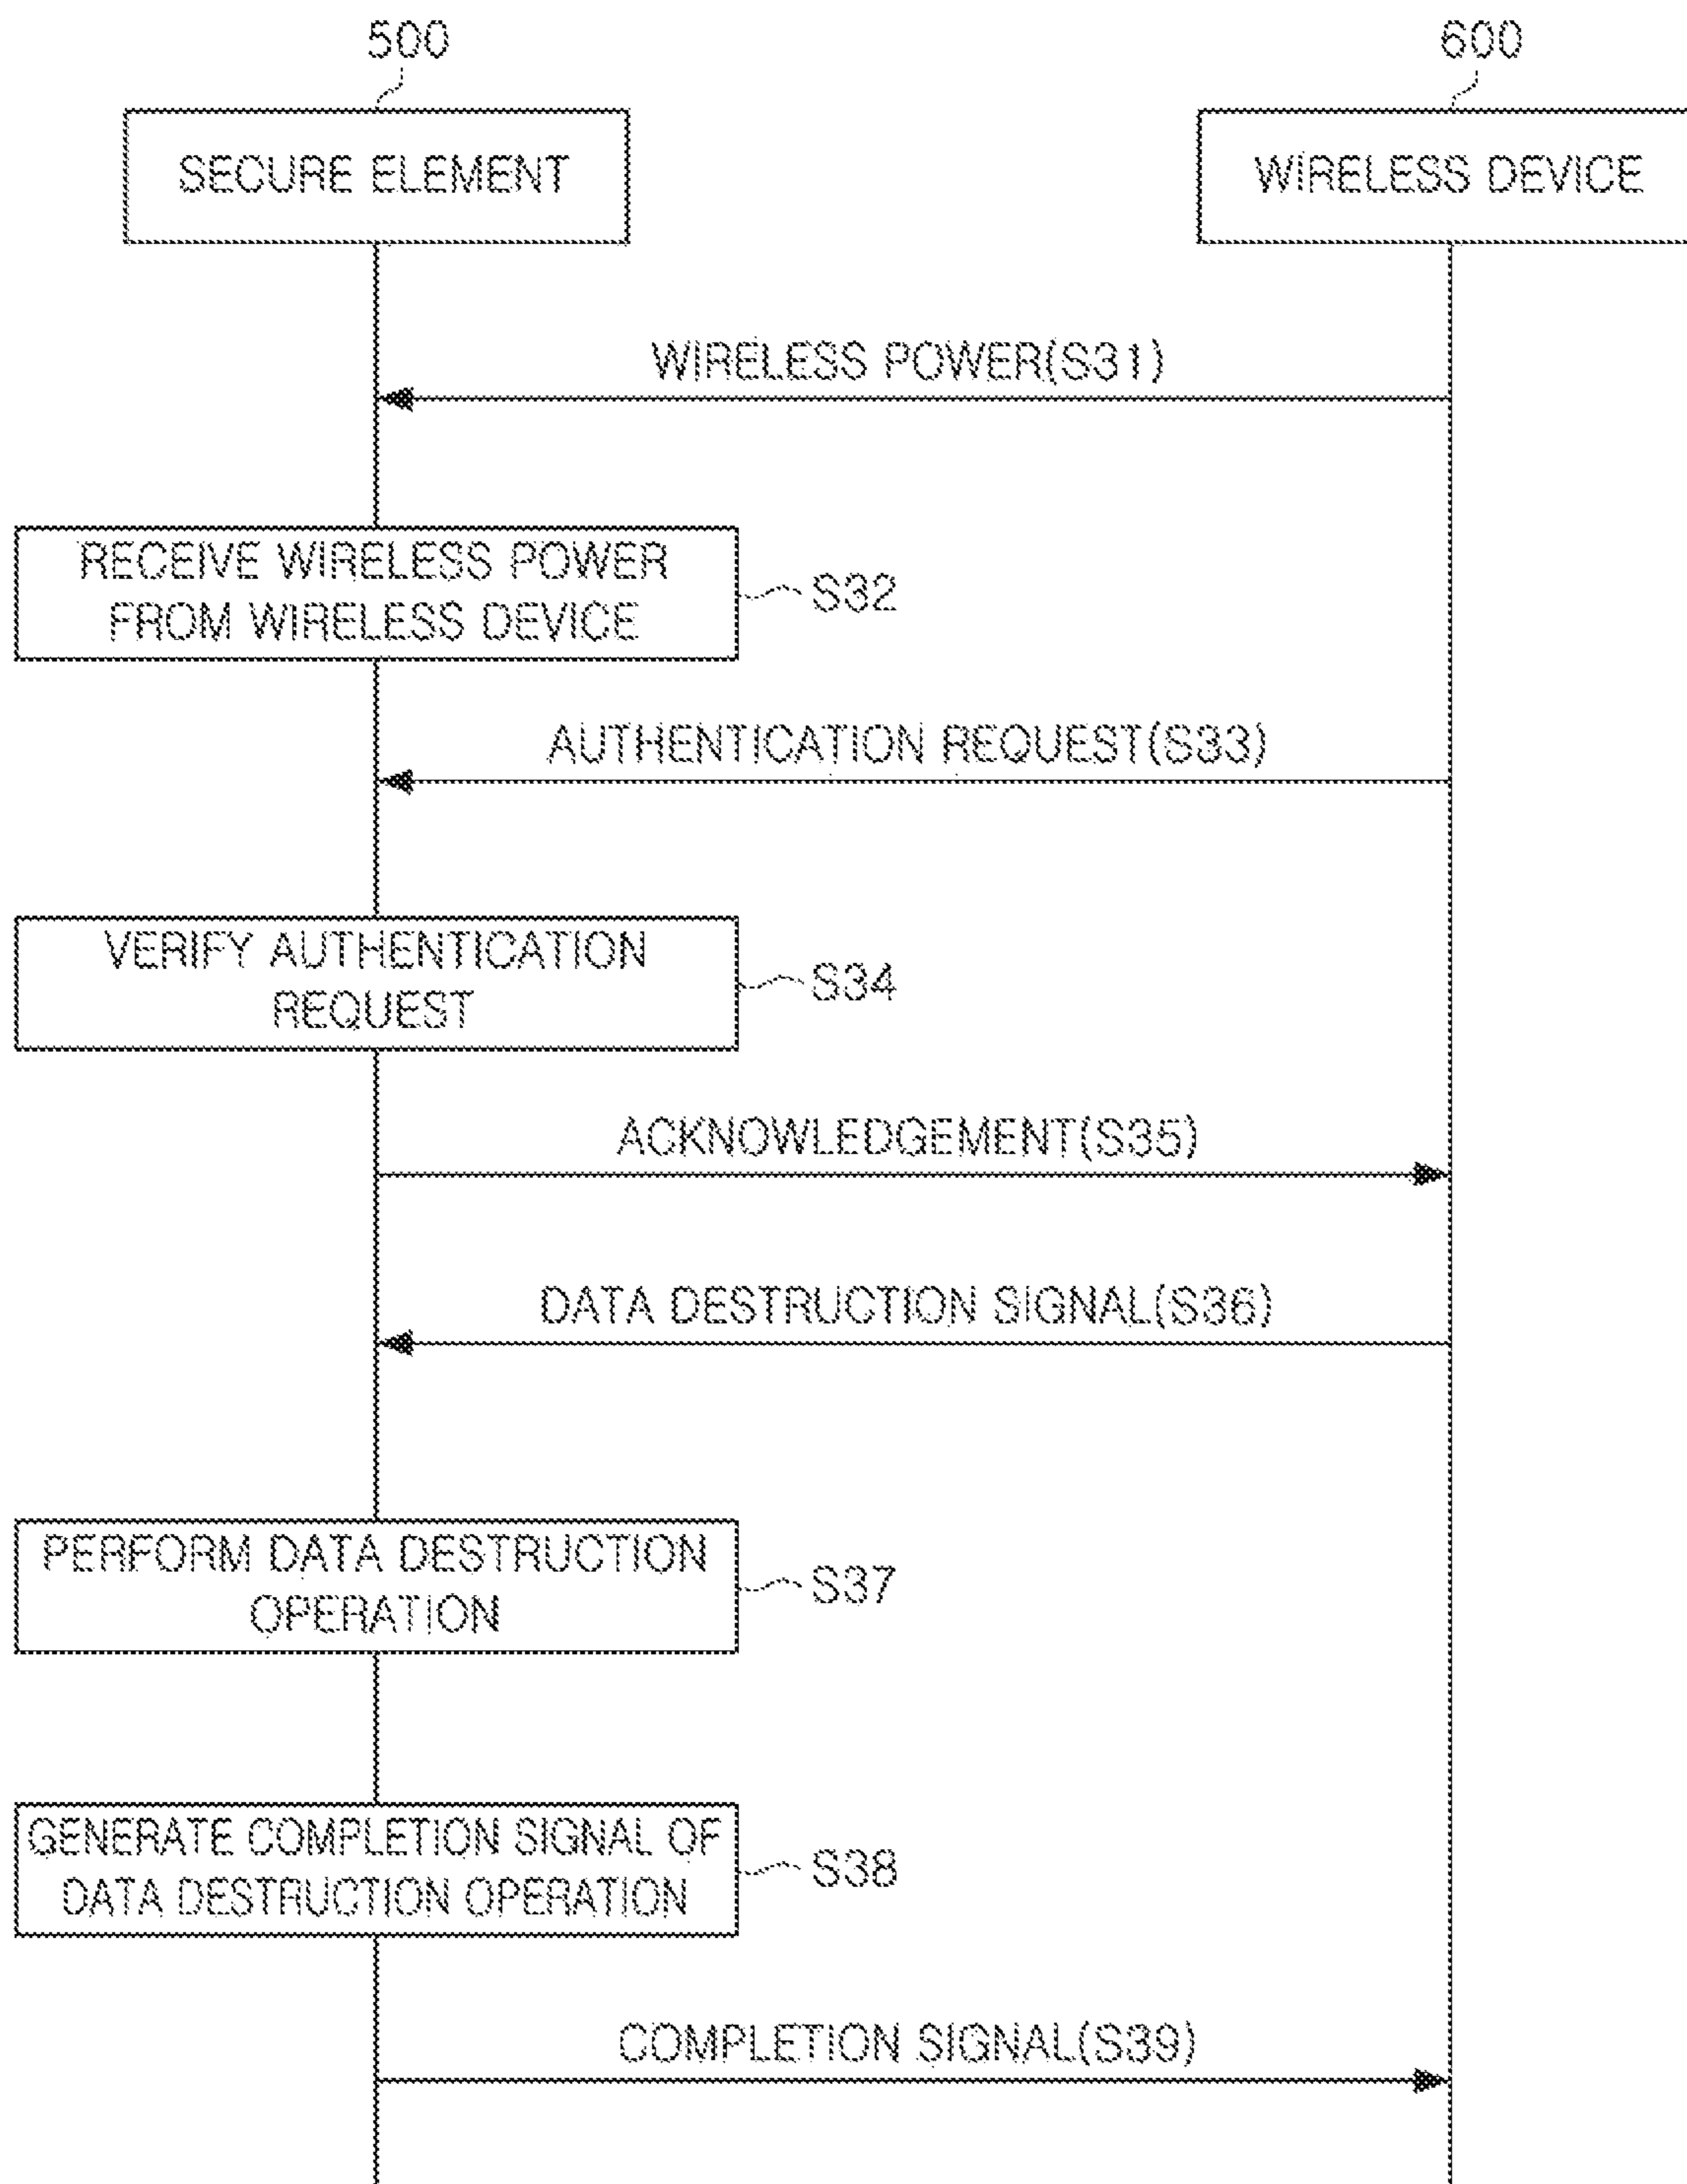 500
600
SECURE ELEMENT
WIRELESS DEVICE
WIRELESS POWER(S31)
RECEIVE WIRELESS POWER
FROM WIRELESS DEVICE
S32
AUTHENTICATION REQUEST(S33)
VERIFY AUTHENTICATION
REQUEST
S34
ACKNOWLEDGEMENT(S35)
DATA DESTRUCTION SIGNAL(S36)
PERFORM DATA DESTRUCTION
OPERATION
S37
GENERATE COMPLETION SIGNAL OF
DATA DESTRUCTION OPERATION
S38
COMPLETION SIGNAL(S39)